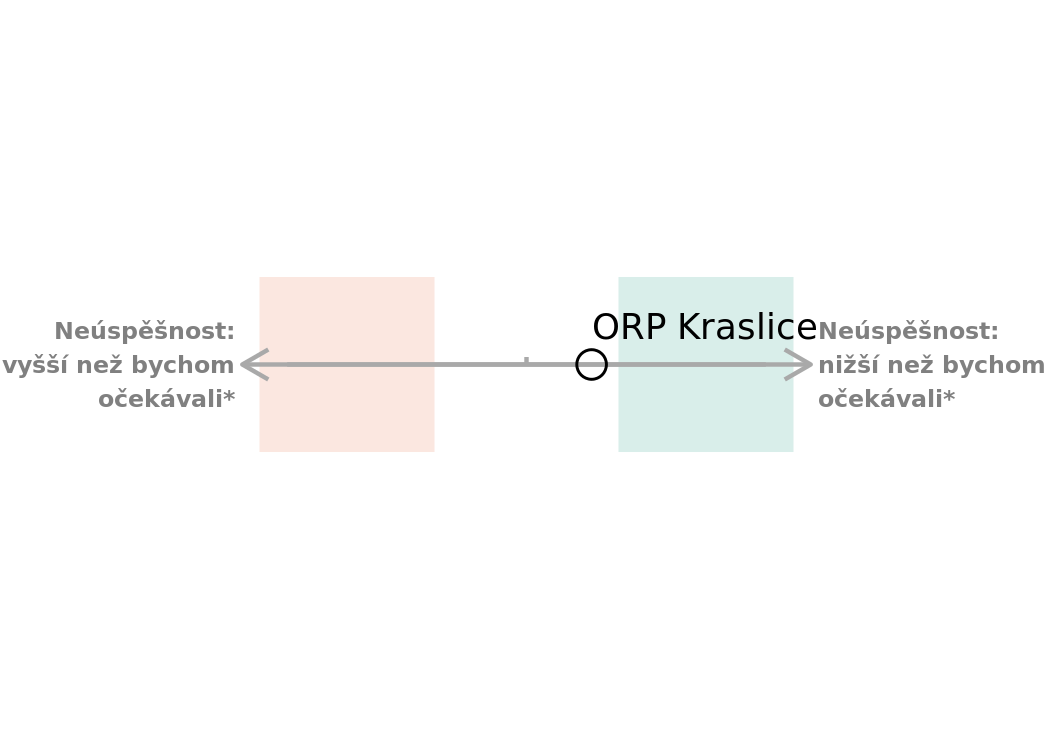 ORP Kraslice
Neúspěšnost:
vyšší než bychom
očekávali*
Neúspěšnost:
nižší než bychom
očekávali*